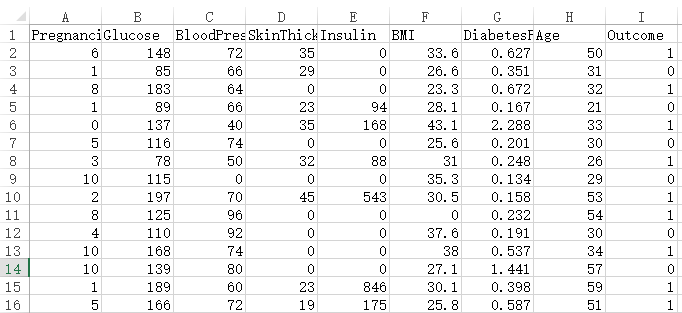 A B C D E F G H I
1 Pregnanci Glucose BloodPres SkinThick Insulin BMI DiabetesP Age Outcome
2 6 148 72 35 0 33.6 0.627 50 1
3 1 85 66 29 0 26.6 0.351 31 0
4 8 183 64 0 0 23.3 0.672 32 1
5 1 89 66 23 94 28.1 0.167 21 0
6 0 137 40 35 168 43.1 2.288 33 1
7 5 116 74 0 0 25.6 0.201 30 0
8 3 78 50 32 88 31 0.248 26 1
9 10 115 0 0 0 35.3 0.134 29 0
10 2 197 70 45 543 30.5 0.158 53 1
11 8 125 96 0 0 0 0.232 54 1
12 4 110 92 0 0 37.6 0.191 30 0
13 10 168 74 0 0 38 0.537 34 1
14 10 139 80 0 0 27.1 1.441 57 0
15 1 189 60 23 846 30.1 0.398 59 1
16 5 166 72 19 175 25.8 0.587 51 1